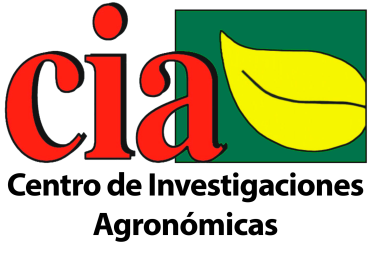 cia
Centro de Investigaciones
Agronómicas